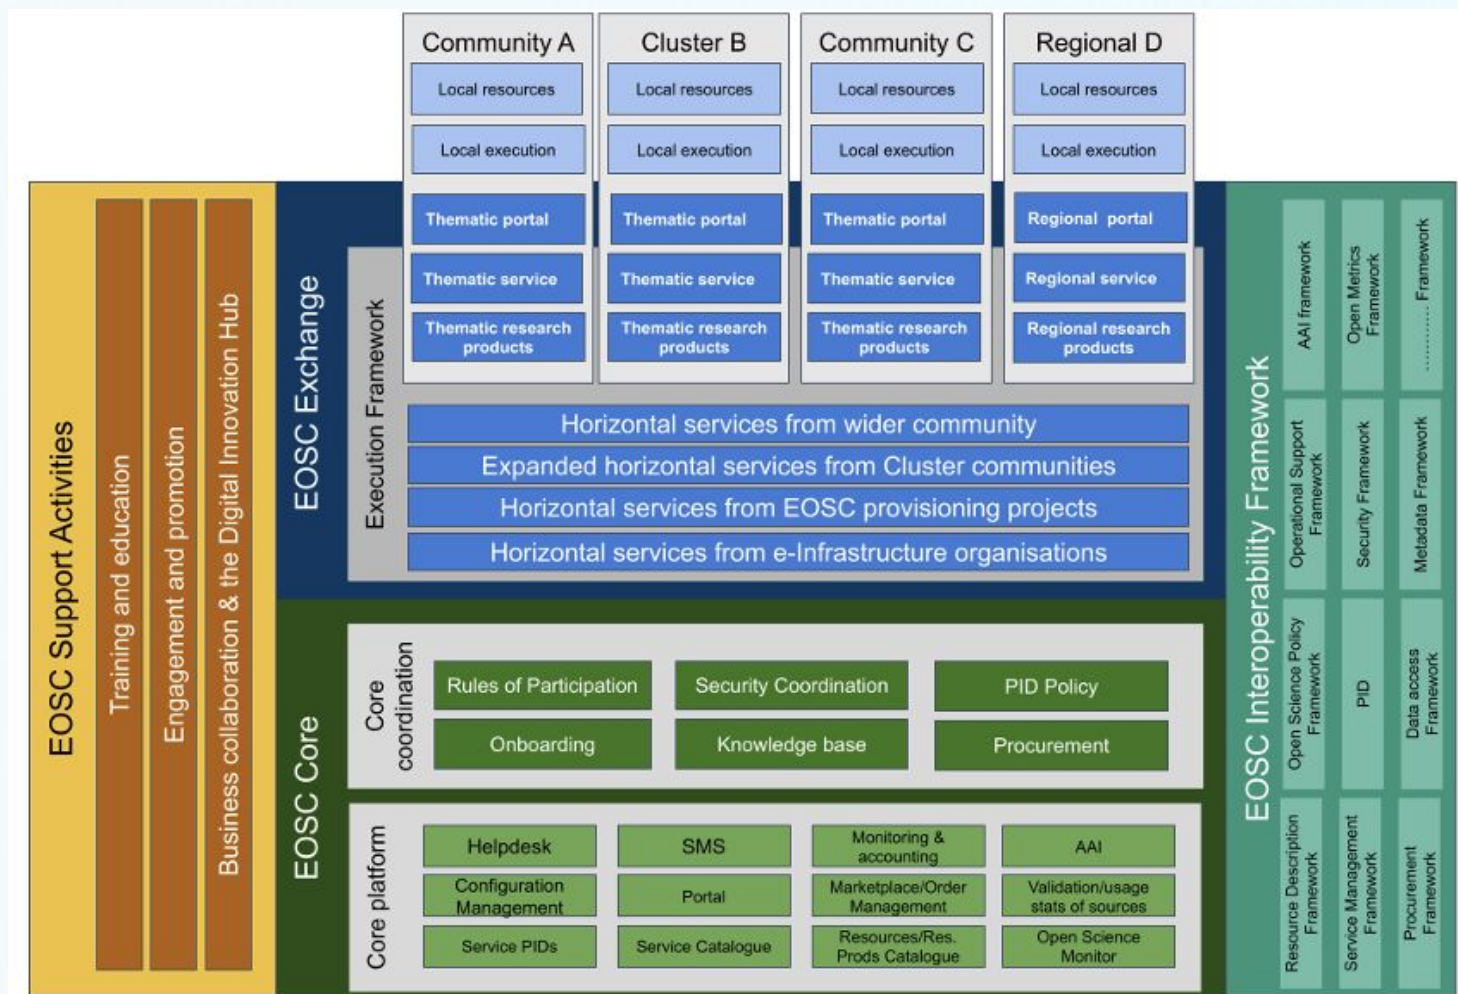 Community A
Cluster B
Community C
Regional D
Local resources
Local resources
Local resources
Local resources
Local execution
Local execution
Local execution
Local execution
Thematic portal
Thematic portal
Thematic portal
Regional portal
Thematic service
Thematic service
Thematic service
Regional service
Thematic research
products
Thematic research
products
Thematic research
products
Regional research
products
EOSC Support Activities
Training and education
Engagement and promotion
Business collaboration & the Digital Innovation Hub
EOSC Exchange
Execution Framework
Horizontal services from wider community
Expanded horizontal services from Cluster communities
Horizontal services from EOSC provisioning projects
Horizontal services from e-Infrastructure organisations
EOSC Core
Core
coordination
Rules of Participation
Security Coordination
PID Policy
Onboarding
Knowledge base
Procurement
Core platform
Helpdesk
SMS
Monitoring &
accounting
AAI
Configuration
Management
Portal
Marketplace/Order
Management
Validation/usage
stats of sources
Service PIDs
Service Catalogue
Resources/Res.
Prods Catalogue
Open Science
Monitor
EOSC Interoperability Framework
AAI framework
Open Metrics
Framework
............ Framework
Operational Support
Framework
Security Framework
Metadata Framework
Open Science Policy
Framework
PID
Data access
Framework
Resource Description
Framework
Service Management
Framework
Procurement
Framework